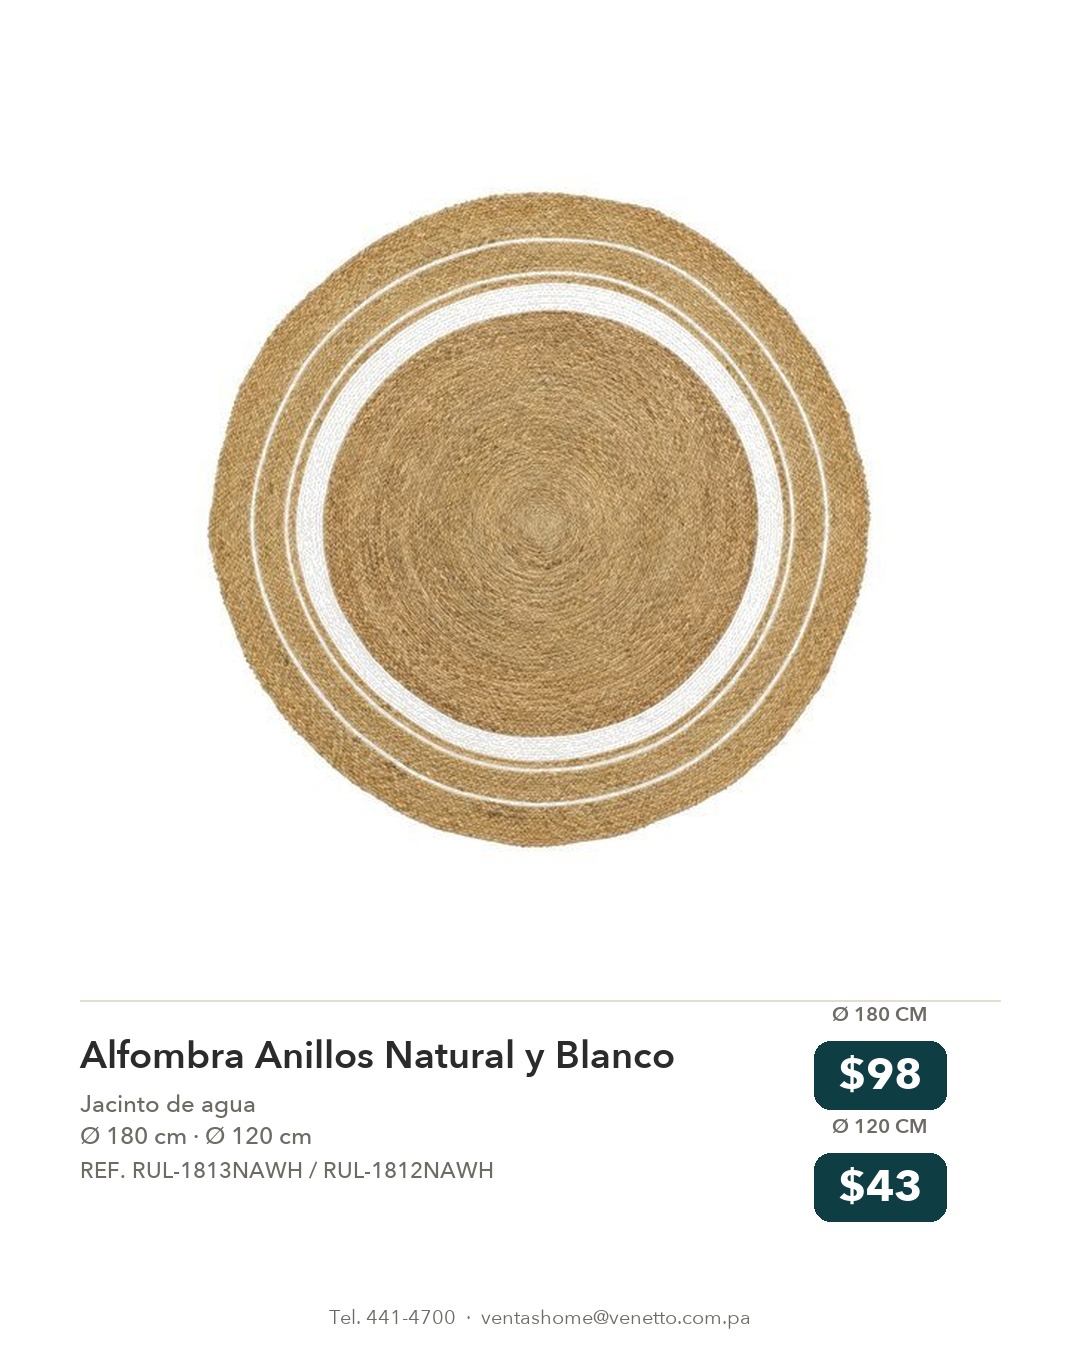 Ø 180 CM
Alfombra Anillos Natural y Blanco
$98
Jacinto de agua
Ø 120 CM
Ø 180 cm · Ø 120 cm
REF. RUL-1813NAWH / RUL-1812NAWH
$43
Tel. 441-4700 · ventashome@venetto.com.pa